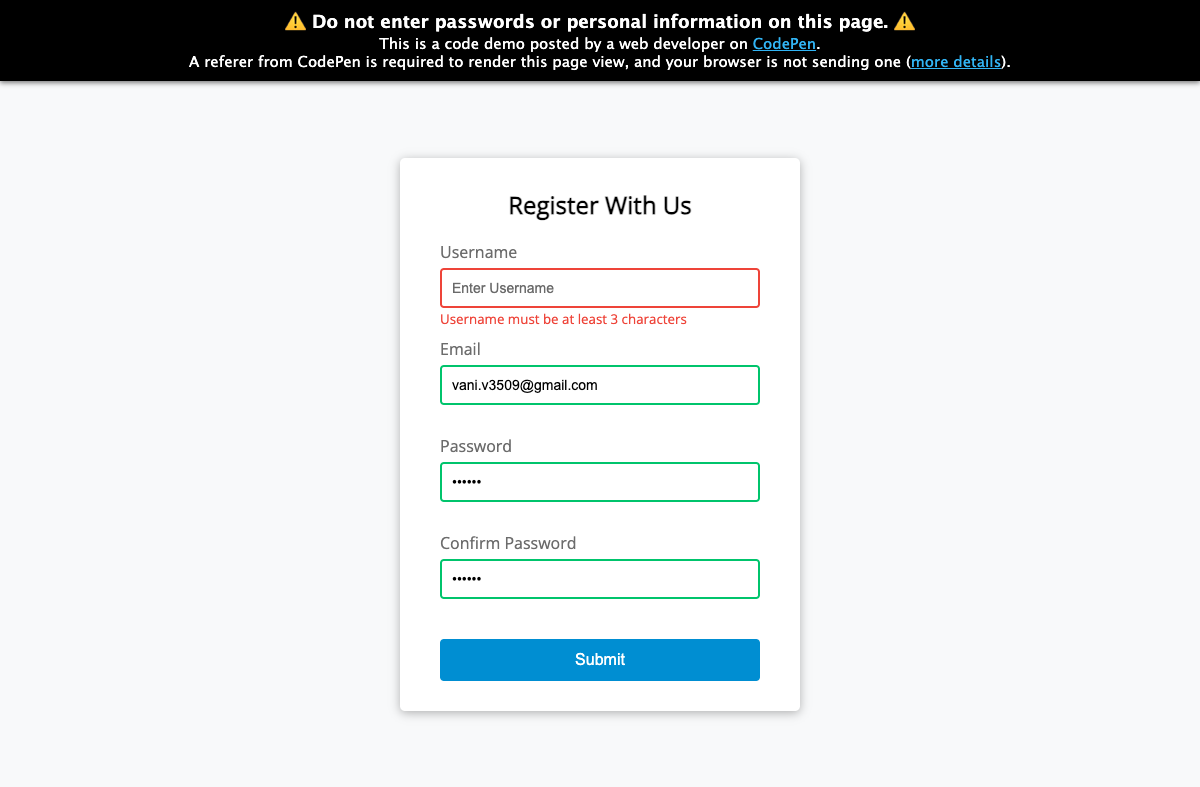 ⚠️ Do not enter passwords or personal information on this page. ⚠️
This is a code demo posted by a web developer on CodePen.
A referer from CodePen is required to render this page view, and your browser is not sending one (more details).
Register With Us
Username
Enter Username
Username must be at least 3 characters
Email
vani.v3509@gmail.com
Password
••••••
Confirm Password
••••••
Submit